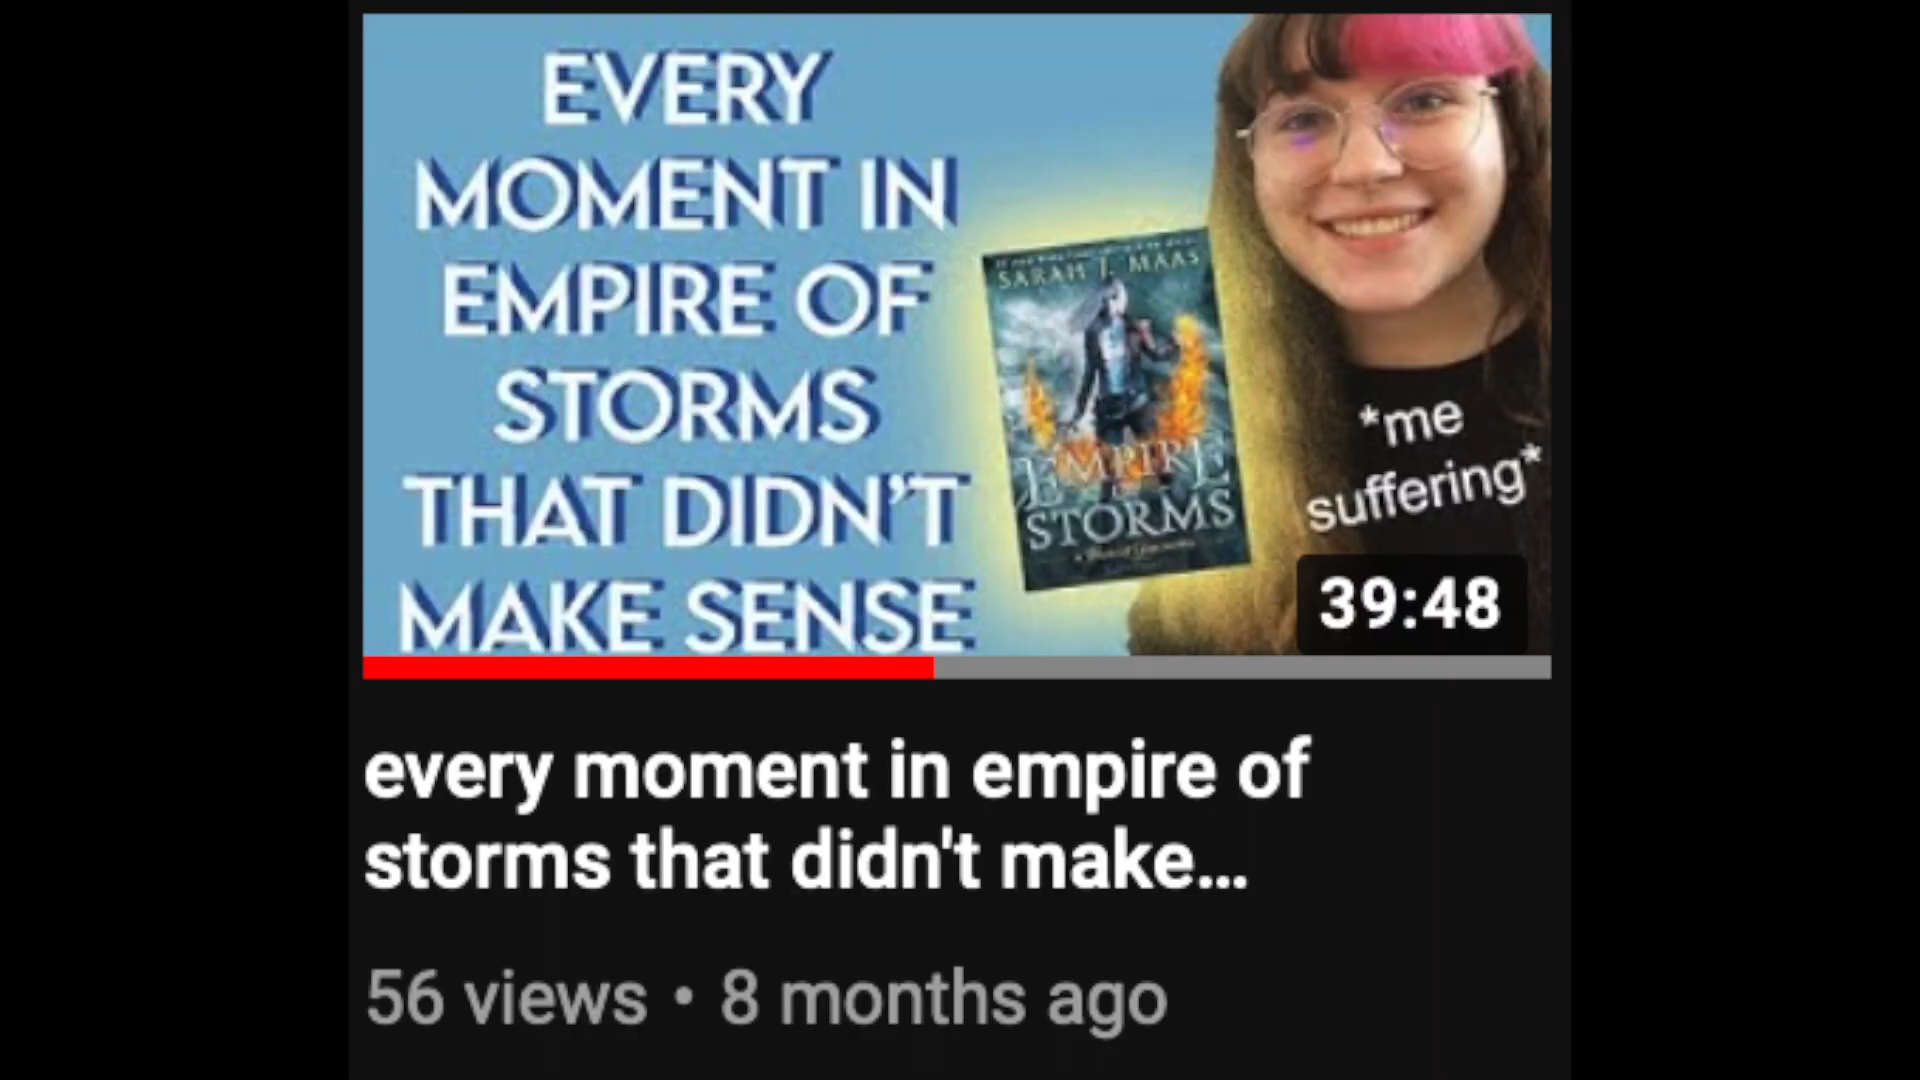 EVERY
MOMENT IN
EMPIRE OF
STORMS
THAT DIDN'T
MAKE SENSE
SARAH J. MAAS
EMPIRE
STORMS
*me
suffering*
39:48
every moment in empire of
storms that didn't make...
56 views • 8 months ago